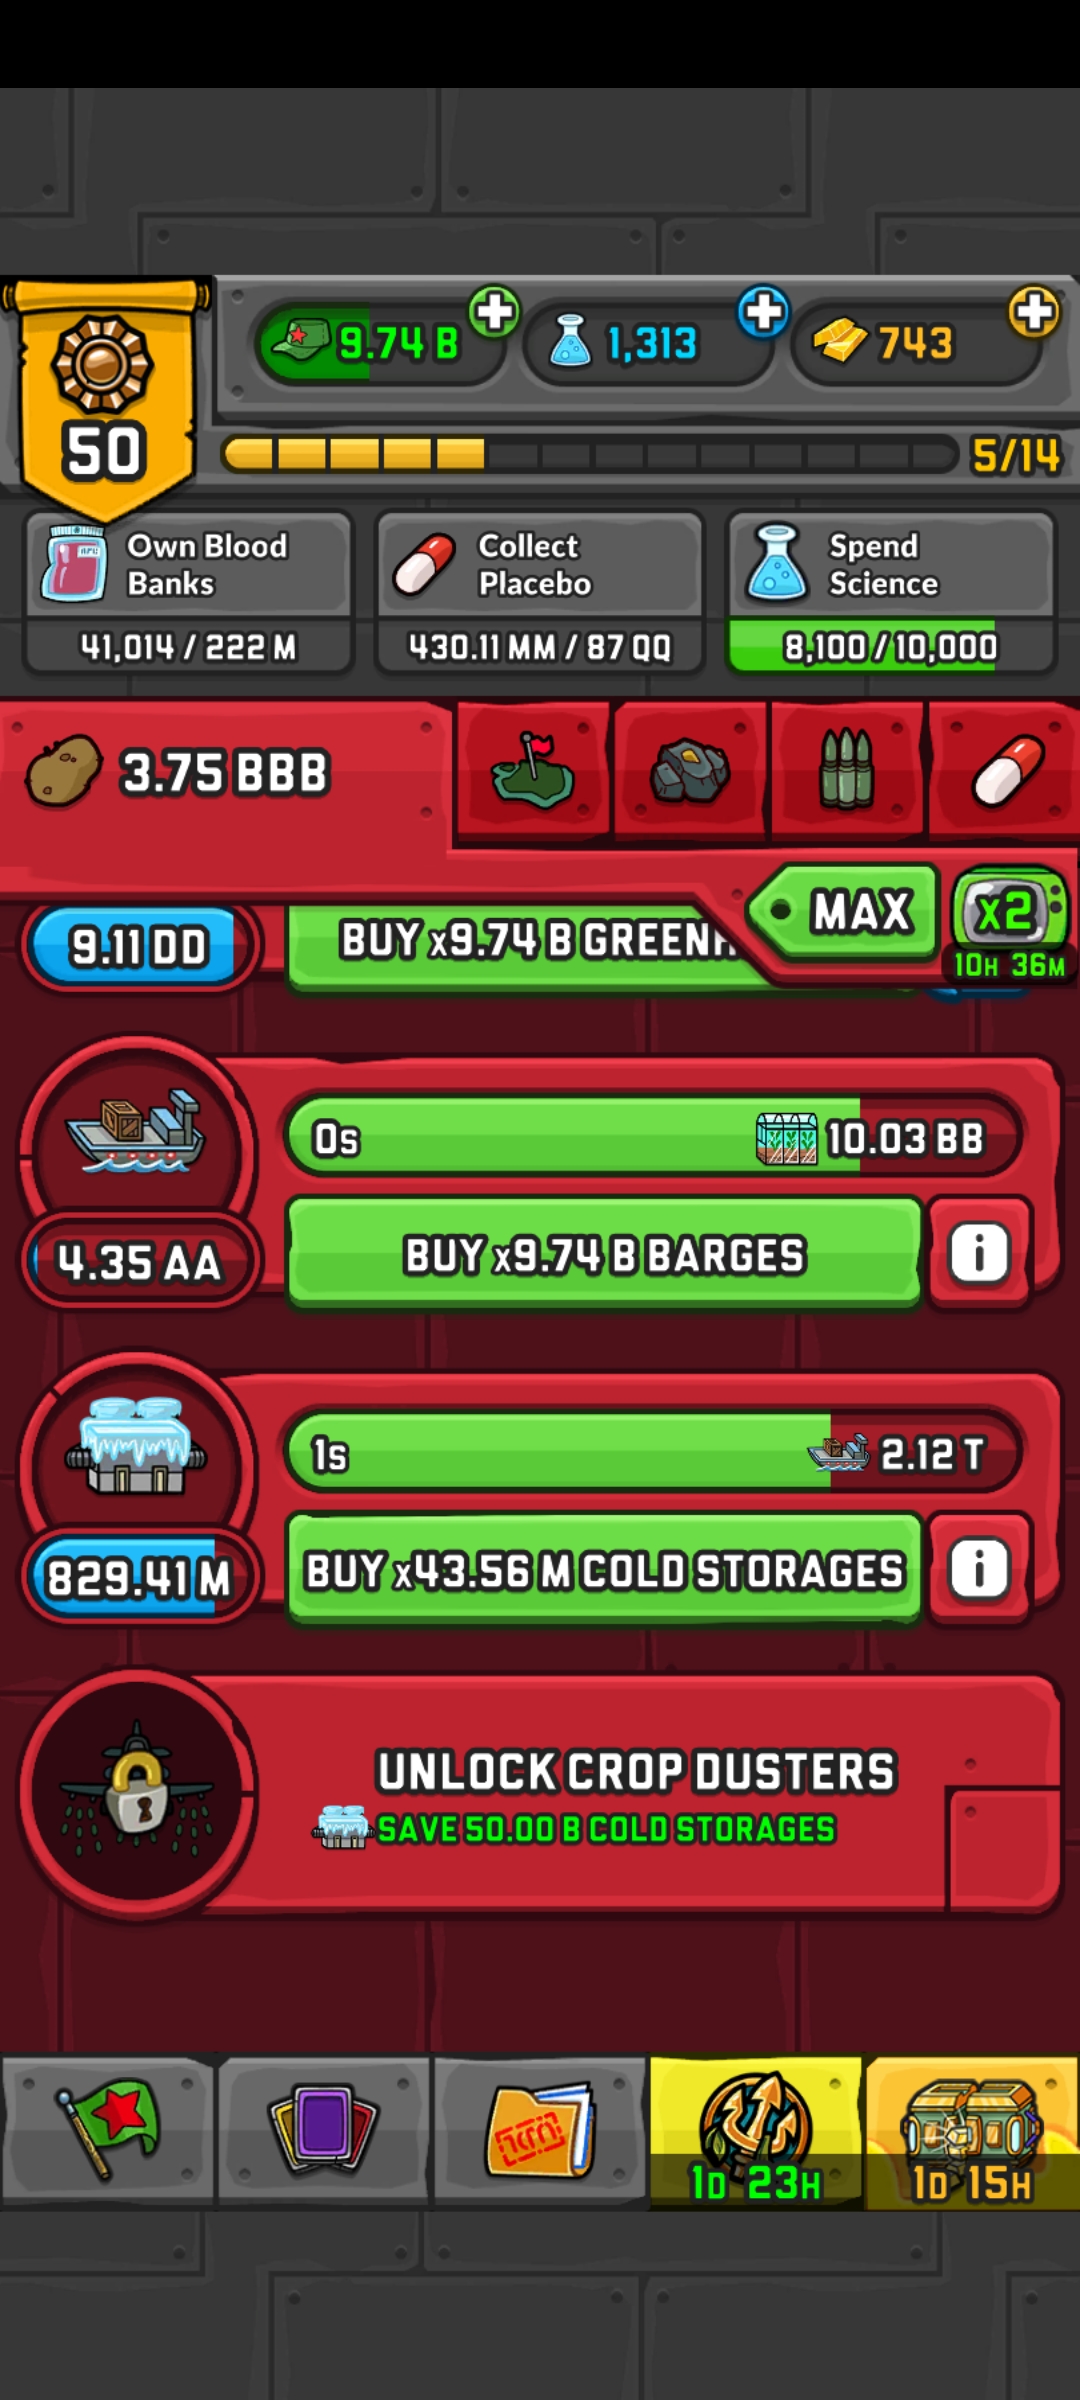 9.74 B
1,313
743
50
5/14
Own Blood
Banks
41,014 / 222 M
Collect
Placebo
430.11 MM / 87 QQ
Spend
Science
8,100 / 10,000
3.75 BBB
MAX
x2
10H 36M
9.11 DD
BUY x9.74 B GREENH
0s
10.03 BB
4.35 AA
BUY x9.74 B BARGES
i
1s
2.12 T
829.41 M
BUY x43.56 M COLD STORAGES
i
UNLOCK CROP DUSTERS
SAVE 50.00 B COLD STORAGES
1D 23H
1D 15H